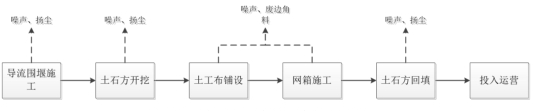 噪声、扬尘
噪声、扬尘
噪声、废边角
料
噪声、扬尘
导流围堰施
工
土石方开挖
土工布铺设
网箱施工
土石方回填
投入运营